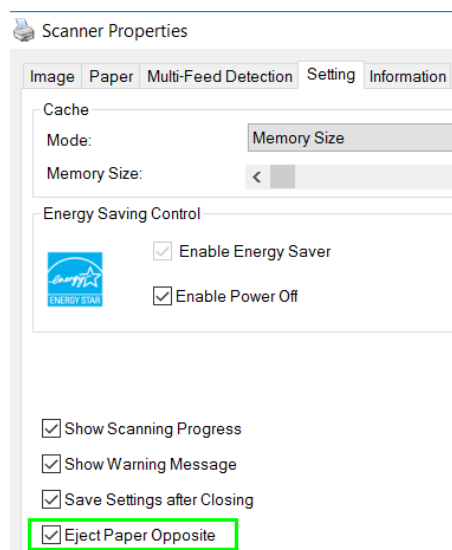 Scanner Properties
Image Paper Multi-Feed Detection Setting Information
Cache
Mode: Memory Size
Memory Size:
Energy Saving Control
Enable Energy Saver
energy
ENERGY STAR
Enable Power Off
Show Scanning Progress
Show Warning Message
Save Settings after Closing
Eject Paper Opposite